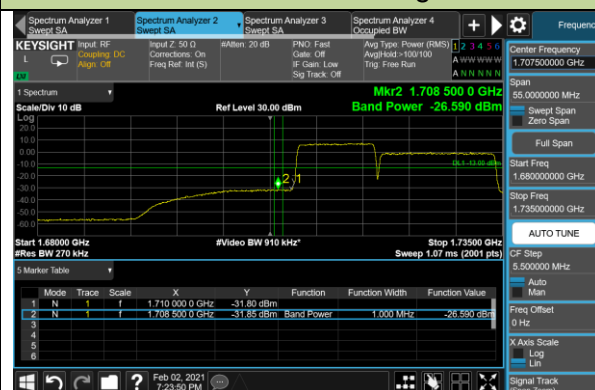 Spectrum Analyzer 1
Swept SA
Spectrum Analyzer 2
Swept SA
Spectrum Analyzer 3
Swept SA
Spectrum Analyzer 4
Occupied BW
+
Frequenc
KEYSIGHT
L
LXI
Input: RF
Coupling: DC
Align: Off
Input Z: 50 Ω
Corrections: On
Freq Ref: Int (S)
#Atten: 20 dB
PNO: Fast
Gate: Off
IF Gain: Low
Sig Track: Off
Avg Type: Power (RMS)
Avg|Hold:>100/100
Trig: Free Run
1 2 3 4 5 6
A W W W W W
A N N N N N
1 Spectrum
Scale/Div 10 dB
Ref Level 30.00 dBm
Mkr2 1.708 500 0 GHz
Band Power -26.590 dBm
Log
20.0
10.0
0.00
-10.0
-20.0
-30.0
-40.0
-50.0
-60.0
DL1 -13.00 dBm
2
1
Start 1.68000 GHz
#Video BW 910 kHz*
Stop 1.73500 GHz
#Res BW 270 kHz
Sweep 1.07 ms (2001 pts)
5 Marker Table
Mode Trace Scale X Y Function Function Width Function Value
1 N 1 f 1.710 000 0 GHz -31.80 dBm
2 N 1 f 1.708 500 0 GHz -31.85 dBm Band Power 1.000 MHz -26.590 dBm
3
4
5
6
Feb 02, 2021
7:23:50 PM
?
Center Frequency
1.707500000 GHz
Span
55.0000000 MHz
Swept Span
Zero Span
Full Span
Start Freq
1.680000000 GHz
Stop Freq
1.735000000 GHz
AUTO TUNE
CF Step
5.500000 MHz
Auto
Man
Freq Offset
0 Hz
X Axis Scale
Log
Lin
Signal Track
(Span Zoom)